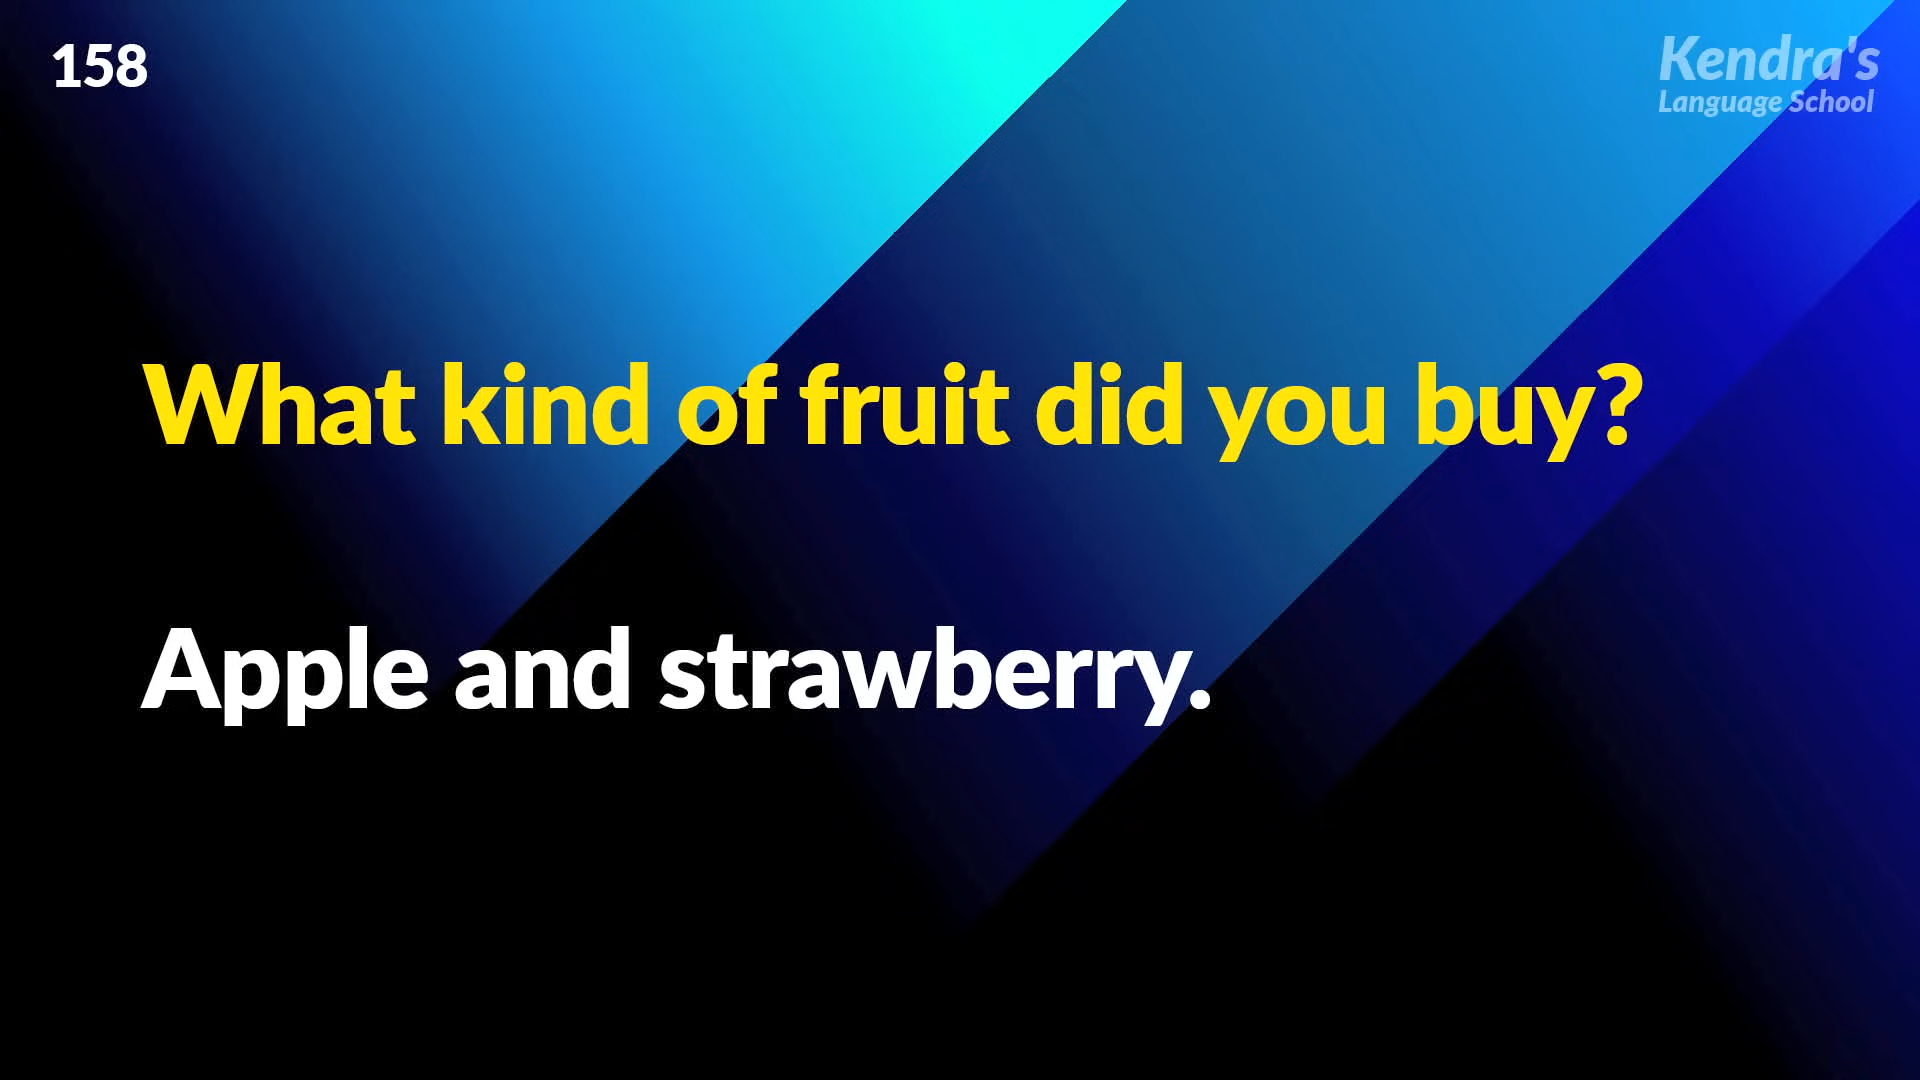 158
Kendra's
Language School
What kind of fruit did you buy?
Apple and strawberry.